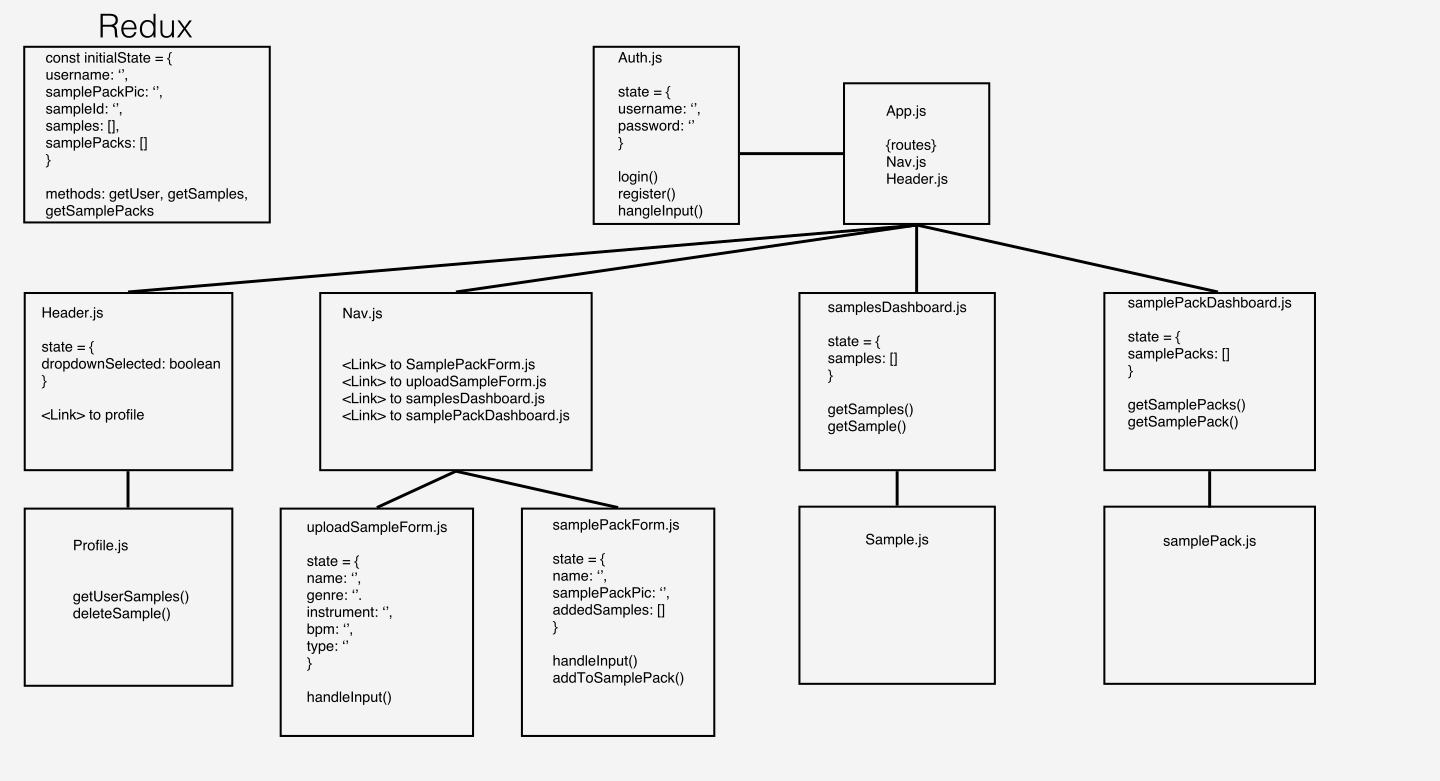 Redux
const initialState = {
username: ‘’,
samplePackPic: ‘’,
sampleId: ‘’,
samples: [],
samplePacks: []
}
methods: getUser, getSamples,
getSamplePacks
Auth.js
state = {
username: ‘’,
password: ‘’
}
login()
register()
hangleInput()
App.js
{routes}
Nav.js
Header.js
Header.js
state = {
dropdownSelected: boolean
}
<Link> to profile
Nav.js
<Link> to SamplePackForm.js
<Link> to uploadSampleForm.js
<Link> to samplesDashboard.js
<Link> to samplePackDashboard.js
samplesDashboard.js
state = {
samples: []
}
getSamples()
getSample()
samplePackDashboard.js
state = {
samplePacks: []
}
getSamplePacks()
getSamplePack()
Profile.js
getUserSamples()
deleteSample()
uploadSampleForm.js
state = {
name: ‘’,
genre: ‘’.
instrument: ‘’,
bpm: ‘’,
type: ‘’
}
handleInput()
samplePackForm.js
state = {
name: ‘’,
samplePackPic: ‘’,
addedSamples: []
}
handleInput()
addToSamplePack()
Sample.js
samplePack.js